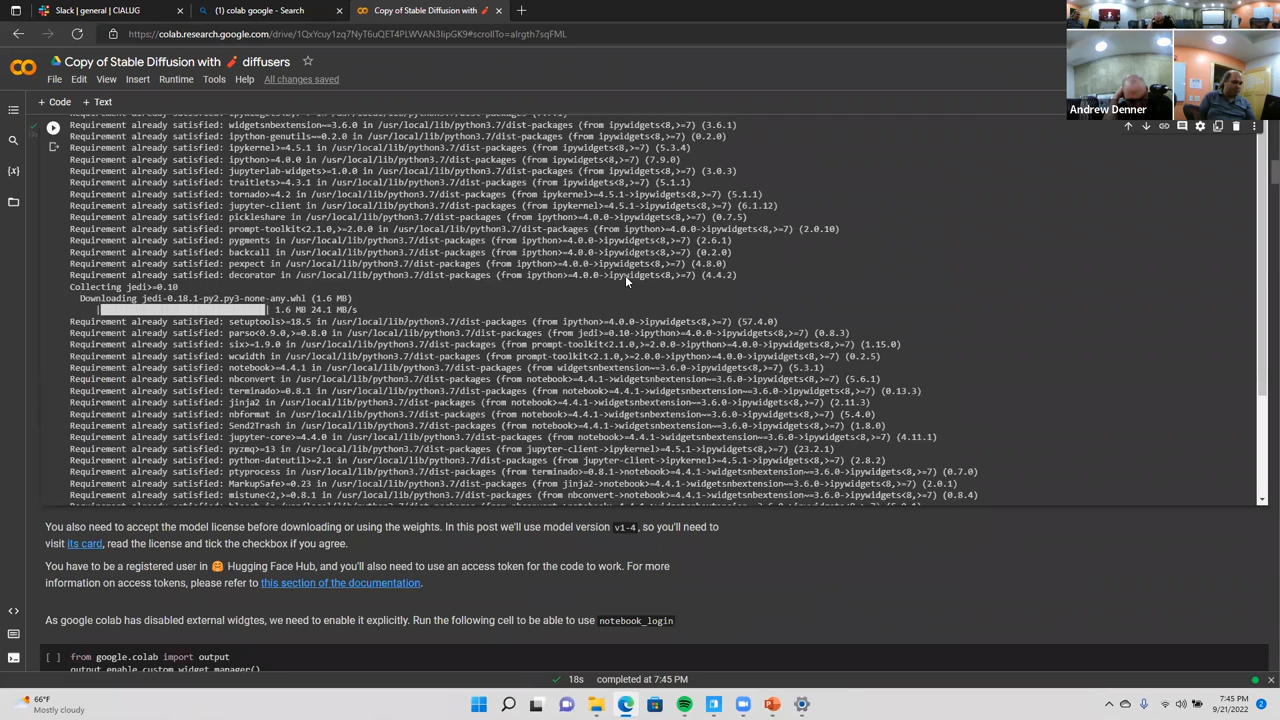 Slack | general | CIALUG
(1) colab google - Search
Copy of Stable Diffusion with
https://colab.research.google.com/drive/
Copy of Stable Diffusion with diffusers
File Edit View Insert Runtime Tools Help All changes saved
+ Code + Text
Andrew Denner
Requirement already satisfied: widgetsnbextension~=3.6.0 in /usr/local/lib/python3.7/dist-packages (from ipywidgets<8,>=7) (3.6.1)
Requirement already satisfied: ipython-genutils~=0.2.0 in /usr/local/lib/python3.7/dist-packages (from ipywidgets<8,>=7) (0.2.0)
Requirement already satisfied: ipykernel>=4.5.1 in /usr/local/lib/python3.7/dist-packages (from ipywidgets<8,>=7) (5.3.4)
Requirement already satisfied: ipython>=4.0.0 in /usr/local/lib/python3.7/dist-packages (from ipywidgets<8,>=7) (7.9.0)
Requirement already satisfied: jupyterlab-widgets>=1.0.0 in /usr/local/lib/python3.7/dist-packages (from ipywidgets<8,>=7) (3.0.3)
Requirement already satisfied: traitlets>=4.3.1 in /usr/local/lib/python3.7/dist-packages (from ipywidgets<8,>=7) (5.1.1)
Requirement already satisfied: tornado>=4.2 in /usr/local/lib/python3.7/dist-packages (from ipykernel>=4.5.1->ipywidgets<8,>=7) (5.1.1)
Requirement already satisfied: jupyter-client in /usr/local/lib/python3.7/dist-packages (from ipykernel>=4.5.1->ipywidgets<8,>=7) (6.1.12)
Requirement already satisfied: pickleshare in /usr/local/lib/python3.7/dist-packages (from ipython>=4.0.0->ipywidgets<8,>=7) (0.7.5)
Requirement already satisfied: prompt-toolkit<2.1.0,>=2.0.0 in /usr/local/lib/python3.7/dist-packages (from ipython>=4.0.0->ipywidgets<8,>=7) (2.0.10)
Requirement already satisfied: pygments in /usr/local/lib/python3.7/dist-packages (from ipython>=4.0.0->ipywidgets<8,>=7) (2.6.1)
Requirement already satisfied: backcall in /usr/local/lib/python3.7/dist-packages (from ipython>=4.0.0->ipywidgets<8,>=7) (0.2.0)
Requirement already satisfied: pexpect in /usr/local/lib/python3.7/dist-packages (from ipython>=4.0.0->ipywidgets<8,>=7) (4.8.0)
Requirement already satisfied: decorator in /usr/local/lib/python3.7/dist-packages (from ipython>=4.0.0->ipywidgets<8,>=7) (4.4.2)
Collecting jedi>=0.10
Downloading jedi-0.18.1-py2.py3-none-any.whl (1.6 MB)
| | 1.6 MB 24.1 MB/s
Requirement already satisfied: setuptools>=18.5 in /usr/local/lib/python3.7/dist-packages (from ipython>=4.0.0->ipywidgets<8,>=7) (57.4.0)
Requirement already satisfied: parso<0.9.0,>=0.8.0 in /usr/local/lib/python3.7/dist-packages (from jedi>=0.10->ipython>=4.0.0->ipywidgets<8,>=7) (0.8.3)
Requirement already satisfied: six>=1.9.0 in /usr/local/lib/python3.7/dist-packages (from prompt-toolkit<2.1.0,>=2.0.0->ipython>=4.0.0->ipywidgets<8,>=7) (1.15.0)
Requirement already satisfied: wcwidth in /usr/local/lib/python3.7/dist-packages (from prompt-toolkit<2.1.0,>=2.0.0->ipython>=4.0.0->ipywidgets<8,>=7) (0.2.5)
Requirement already satisfied: notebook>=4.4.1 in /usr/local/lib/python3.7/dist-packages (from widgetsnbextension~=3.6.0->ipywidgets<8,>=7) (5.3.1)
Requirement already satisfied: nbconvert in /usr/local/lib/python3.7/dist-packages (from notebook>=4.4.1->widgetsnbextension~=3.6.0->ipywidgets<8,>=7) (5.6.1)
Requirement already satisfied: terminado>=0.8.1 in /usr/local/lib/python3.7/dist-packages (from notebook>=4.4.1->widgetsnbextension~=3.6.0->ipywidgets<8,>=7) (0.13.3)
Requirement already satisfied: jinja2 in /usr/local/lib/python3.7/dist-packages (from notebook>=4.4.1->widgetsnbextension~=3.6.0->ipywidgets<8,>=7) (2.11.3)
Requirement already satisfied: nbformat in /usr/local/lib/python3.7/dist-packages (from notebook>=4.4.1->widgetsnbextension~=3.6.0->ipywidgets<8,>=7) (5.4.0)
Requirement already satisfied: Send2Trash in /usr/local/lib/python3.7/dist-packages (from notebook>=4.4.1->widgetsnbextension~=3.6.0->ipywidgets<8,>=7) (1.8.0)
Requirement already satisfied: jupyter-core>=4.4.0 in /usr/local/lib/python3.7/dist-packages (from notebook>=4.4.1->widgetsnbextension~=3.6.0->ipywidgets<8,>=7) (4.11.1)
Requirement already satisfied: pyzmq>=13 in /usr/local/lib/python3.7/dist-packages (from jupyter-client->ipykernel>=4.5.1->ipywidgets<8,>=7) (23.2.1)
Requirement already satisfied: python-dateutil>=2.1 in /usr/local/lib/python3.7/dist-packages (from jupyter-client->ipykernel>=4.5.1->ipywidgets<8,>=7) (2.8.2)
Requirement already satisfied: ptyprocess in /usr/local/lib/python3.7/dist-packages (from terminado>=0.8.1->notebook>=4.4.1->widgetsnbextension~=3.6.0->ipywidgets<8,>=7) (0.7.0)
Requirement already satisfied: MarkupSafe>=0.23 in /usr/local/lib/python3.7/dist-packages (from jinja2->notebook>=4.4.1->widgetsnbextension~=3.6.0->ipywidgets<8,>=7) (2.0.1)
Requirement already satisfied: mistune<2,>=0.8.1 in /usr/local/lib/python3.7/dist-packages (from nbconvert->notebook>=4.4.1->widgetsnbextension~=3.6.0->ipywidgets<8,>=7) (0.8.4)
You also need to accept the model license before downloading or using the weights. In this post we'll use model version v1-4, so you'll need to
visit its card, read the license and tick the checkbox if you agree.
You have to be a registered user in 🤗 Hugging Face Hub, and you'll also need to use an access token for the code to work. For more
information on access tokens, please refer to this section of the documentation.
As google colab has disabled external widgtes, we need to enable it explicitly. Run the following cell to be able to use notebook_login
[ ] from google.colab import output
output.enable_custom_widget_manager()
18s completed at 7:45 PM
66°F
Mostly cloudy
7:45 PM
9/21/2022
2